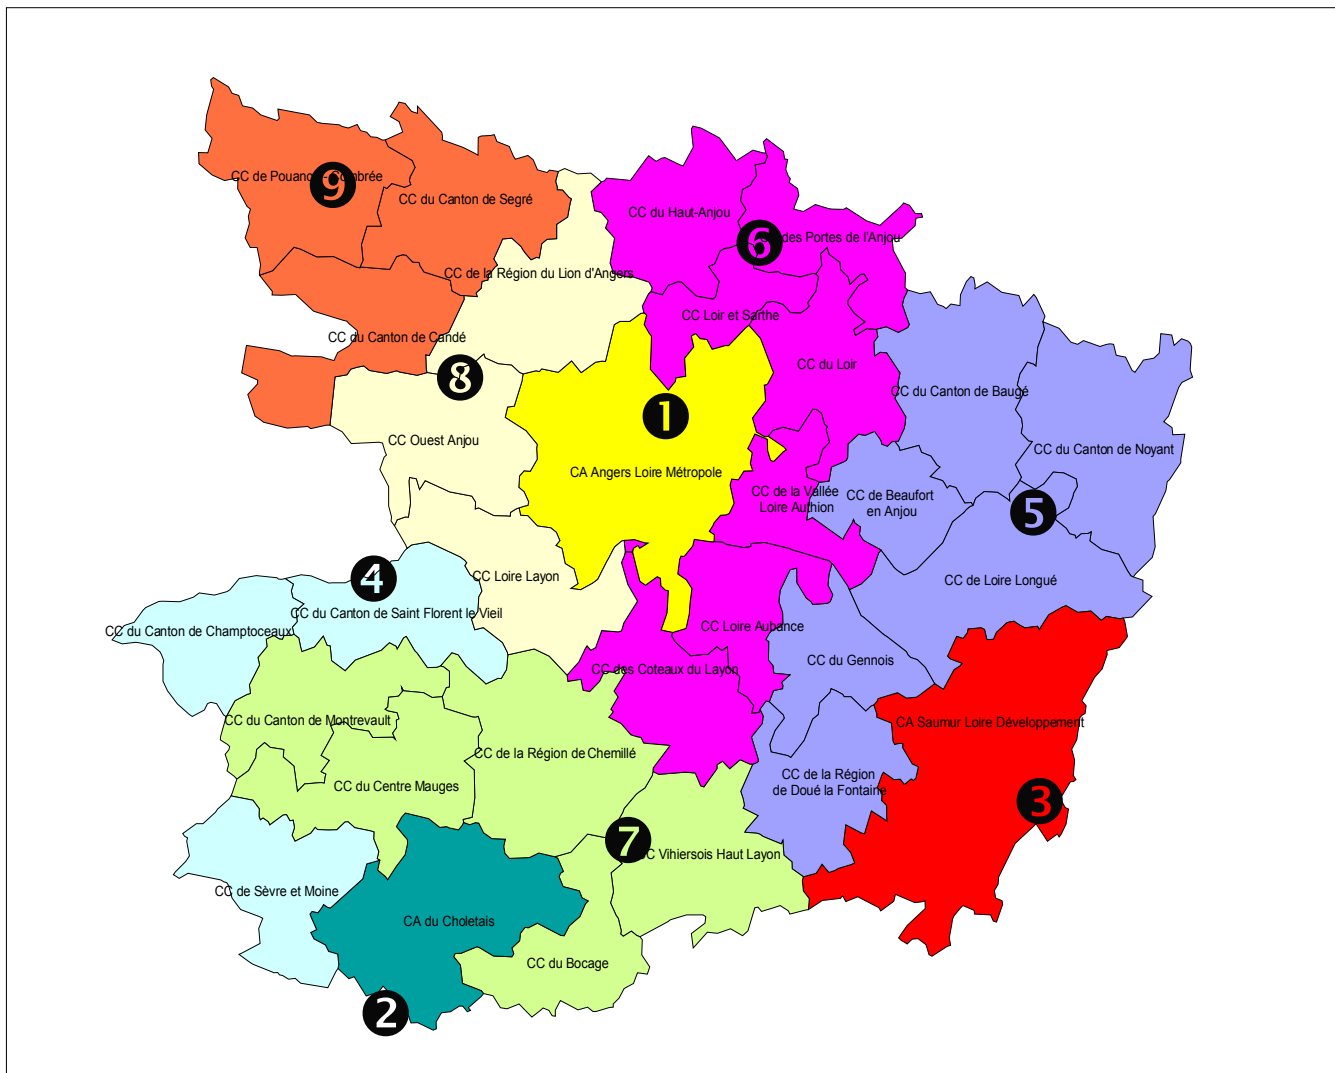 CC de Pouancé - Combrée
9
CC du Canton de Segré
CC du Haut-Anjou
6
des Portes de l'Anjou
CC de la Région du Lion d'Angers
CC Loir et Sarthe
CC du Canton de Candé
CC du Loir
8
CC du Canton de Baugé
1
CC Ouest Anjou
CC du Canton de Noyant
CA Angers Loire Métropole
CC de la Vallée
Loire Authion
CC de Beaufort
en Anjou
5
4
CC Loire Layon
CC de Loire Longué
CC du Canton de Saint Florent le Vieil
CC du Canton de Champtoceaux
CC Loire Aubance
CC des Coteaux du Layon
CC du Gennois
CC du Canton de Montrevault
CA Saumur Loire Développement
CC de la Région de Chemillé
CC du Centre Mauges
CC de la Région
de Doué la Fontaine
3
7
CC Vihiersois Haut Layon
CC de Sèvre et Moine
CA du Choletais
CC du Bocage
2